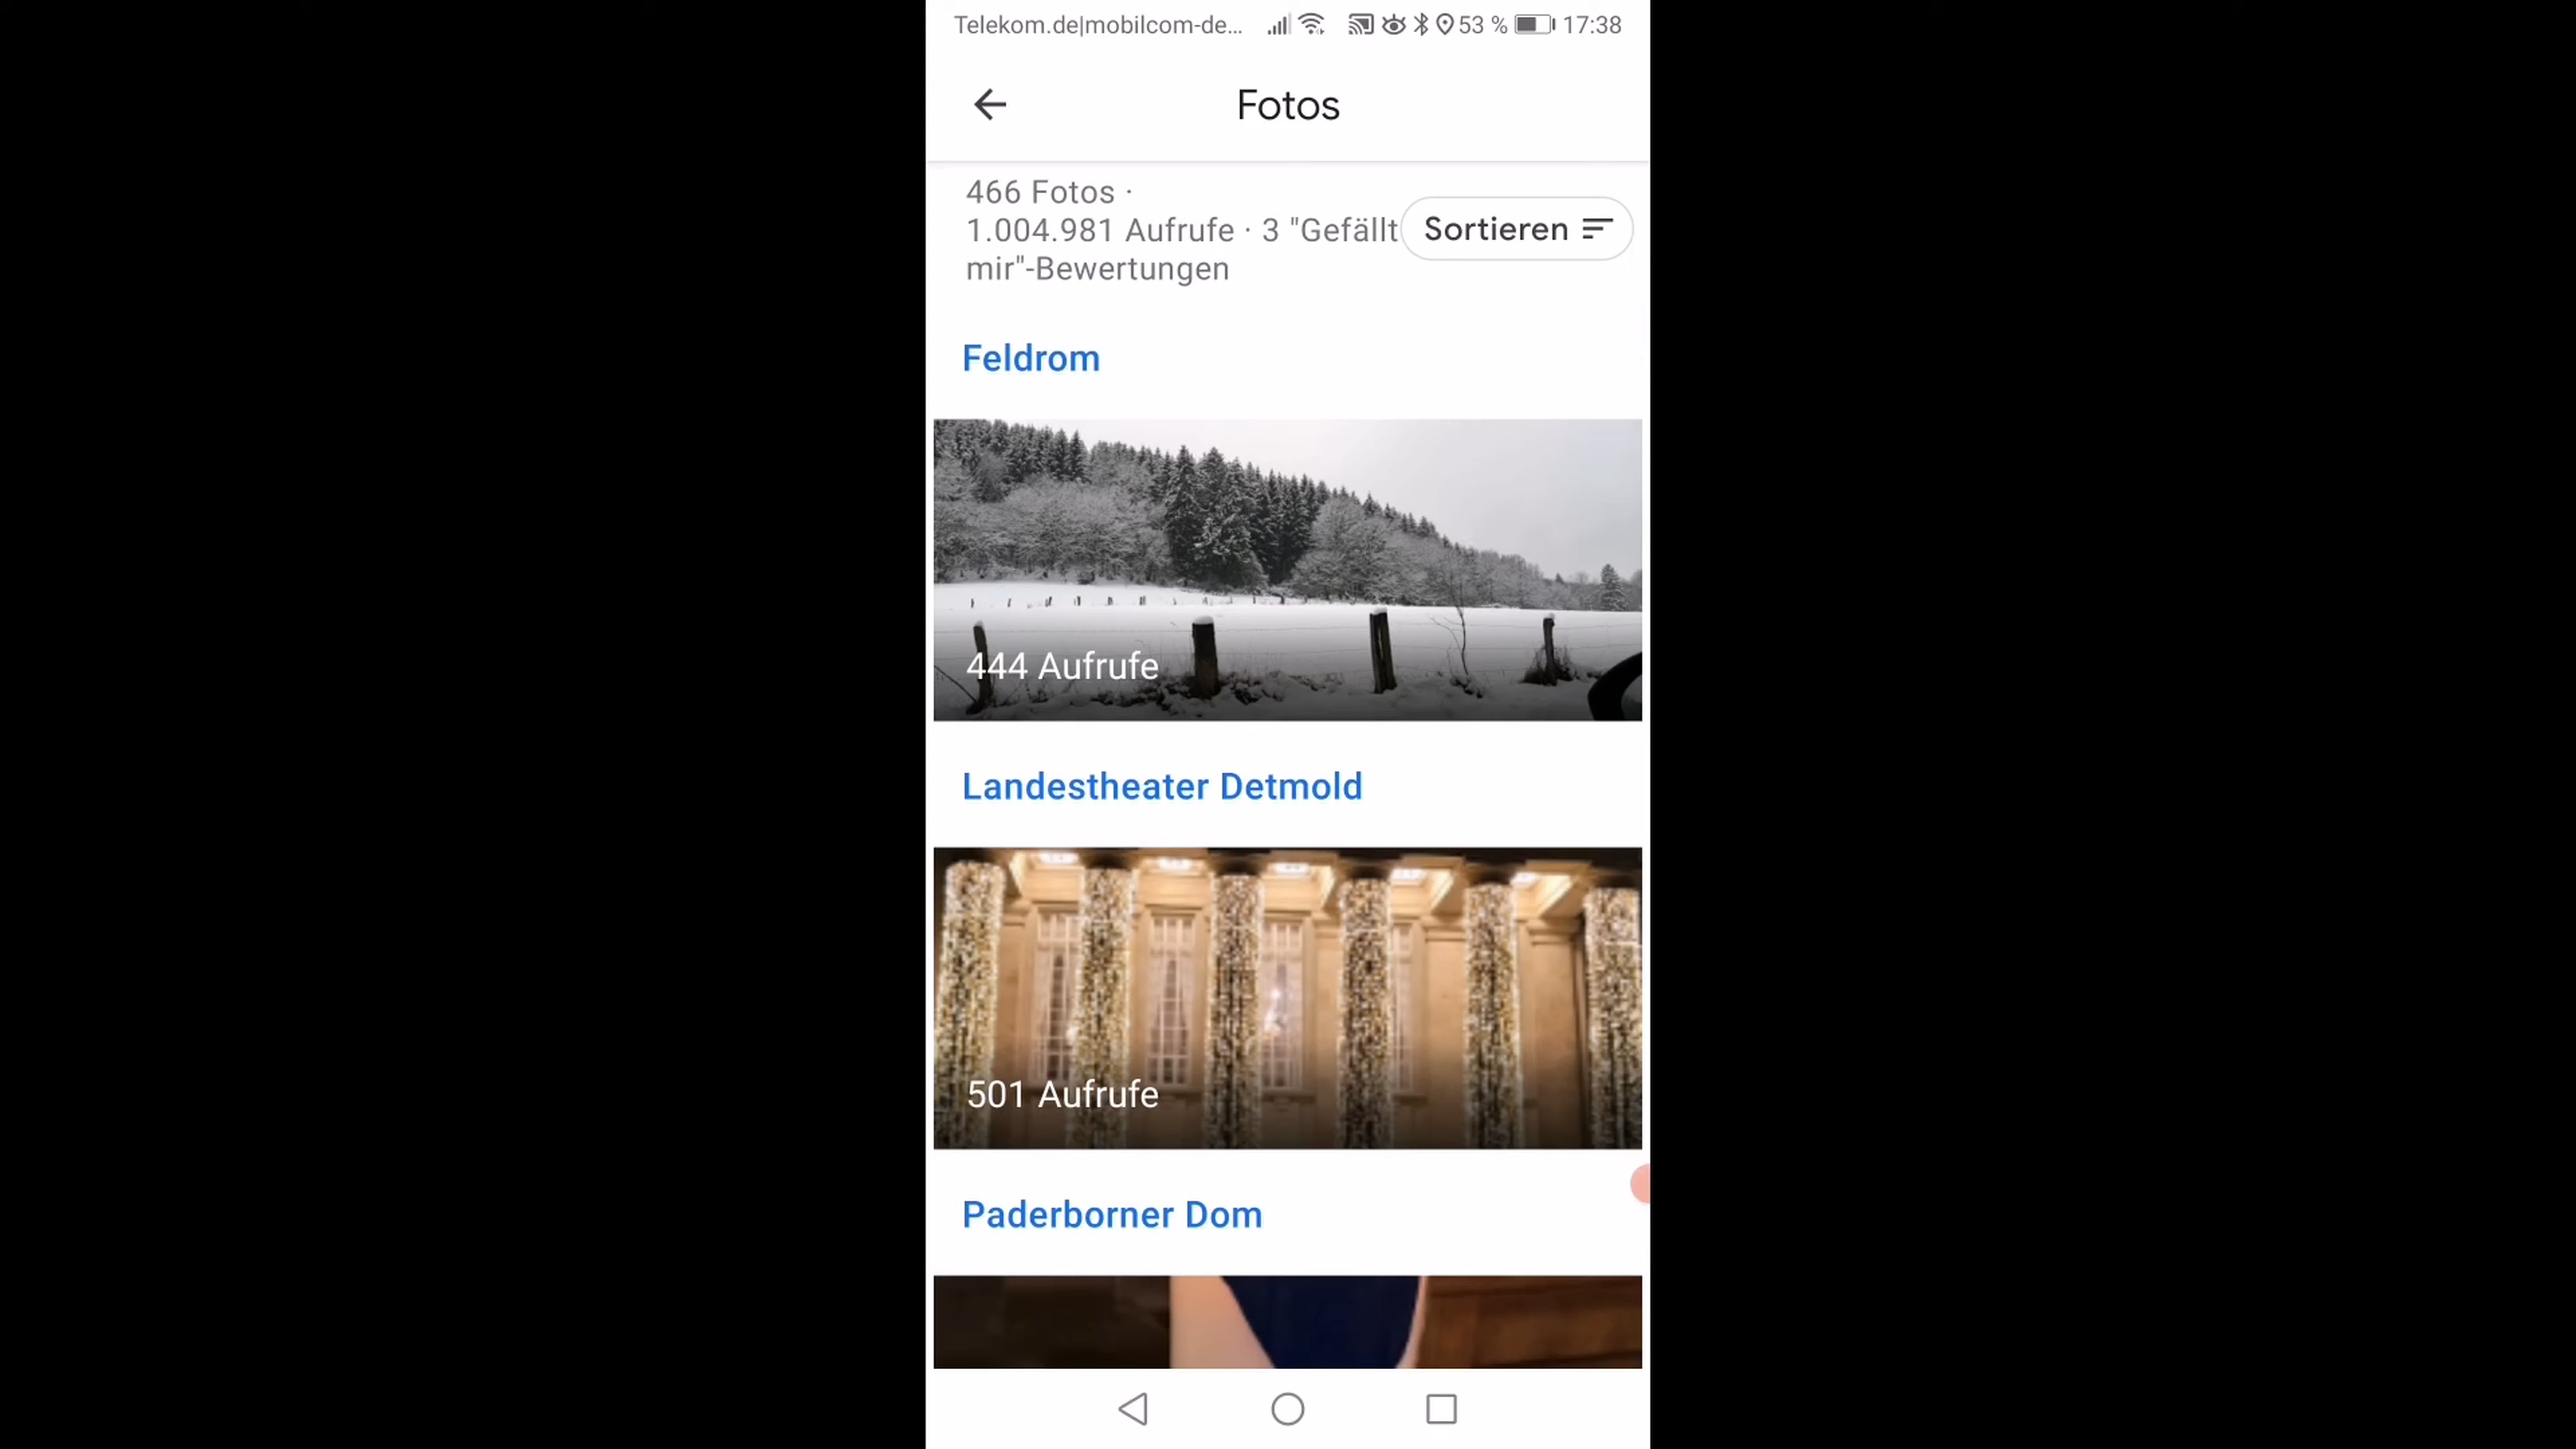 Telekom.de|mobilcom-de... 53 % 17:38
Fotos
466 Fotos ·
1.004.981 Aufrufe · 3 "Gefällt
mir"-Bewertungen
Sortieren
Feldrom
444 Aufrufe
Landestheater Detmold
501 Aufrufe
Paderborner Dom